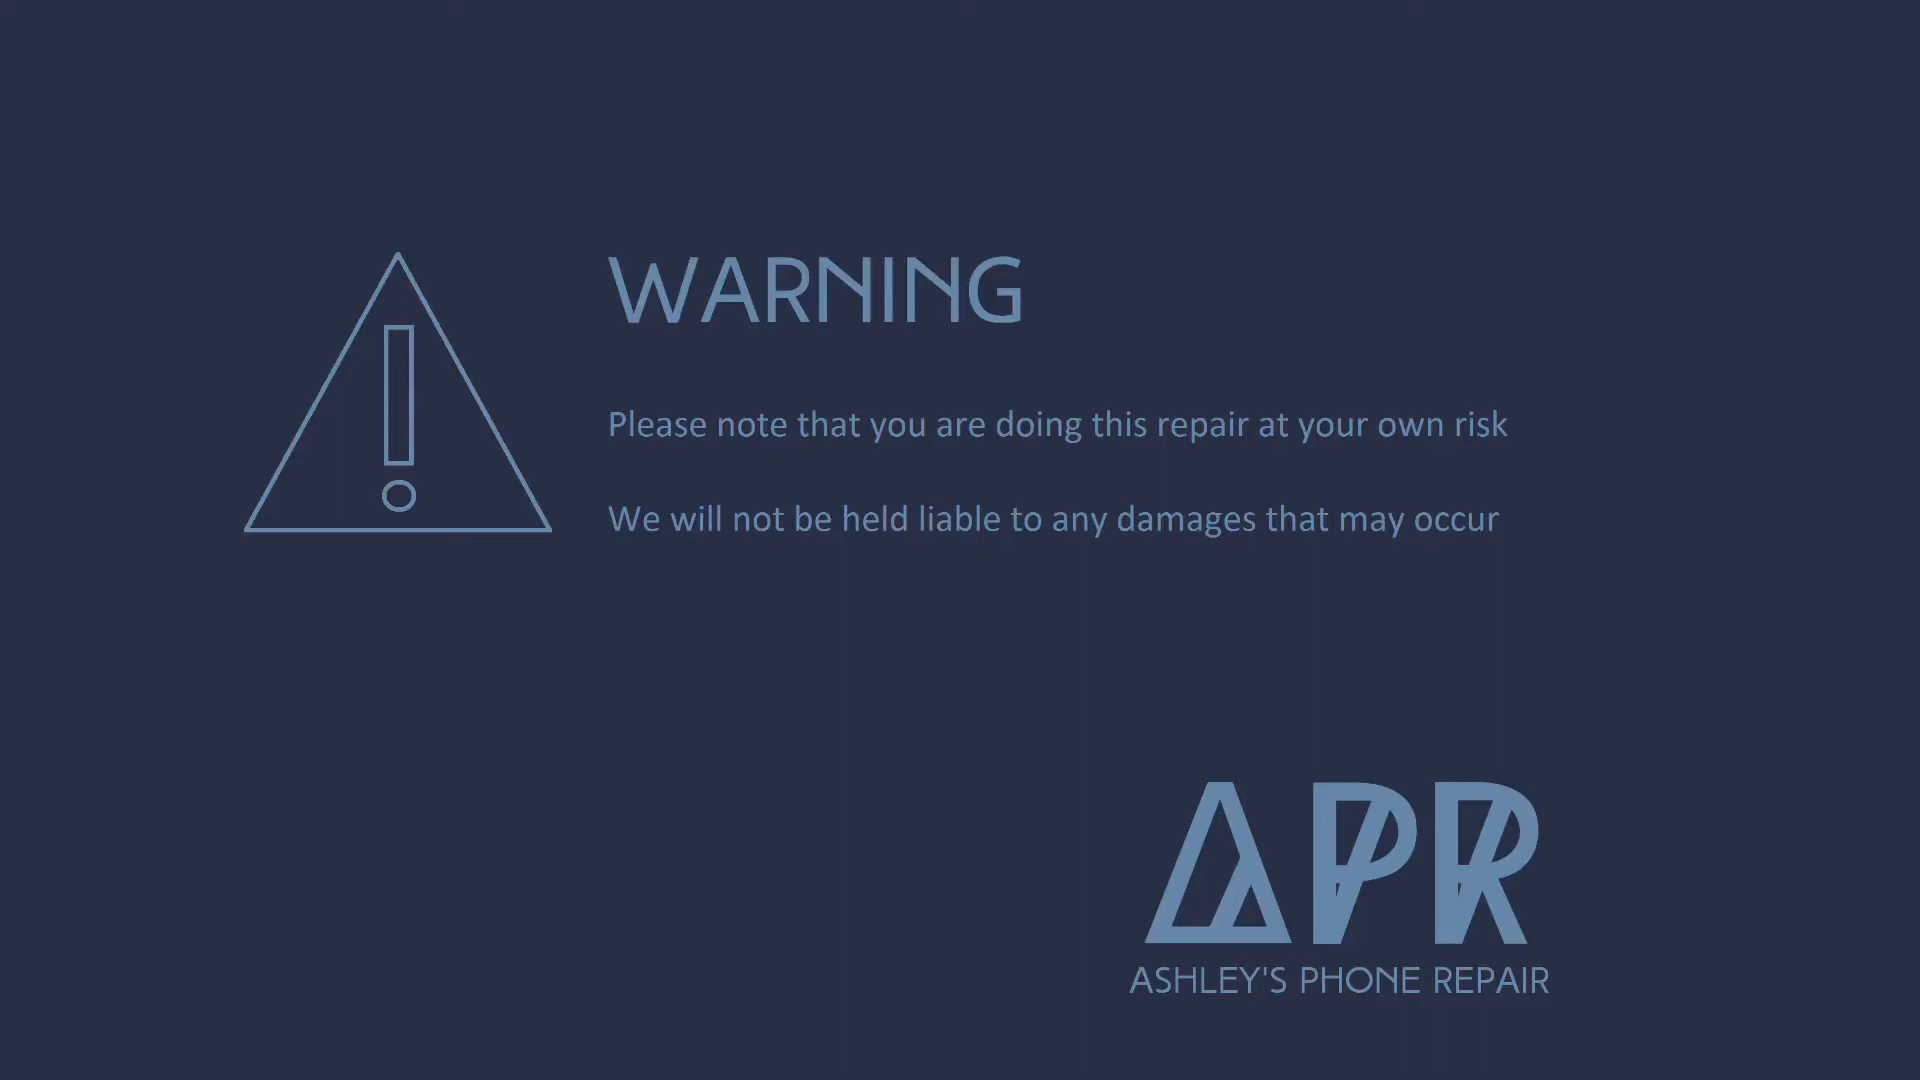 WARNING
Please note that you are doing this repair at your own risk
We will not be held liable to any damages that may occur
APR
ASHLEY'S PHONE REPAIR